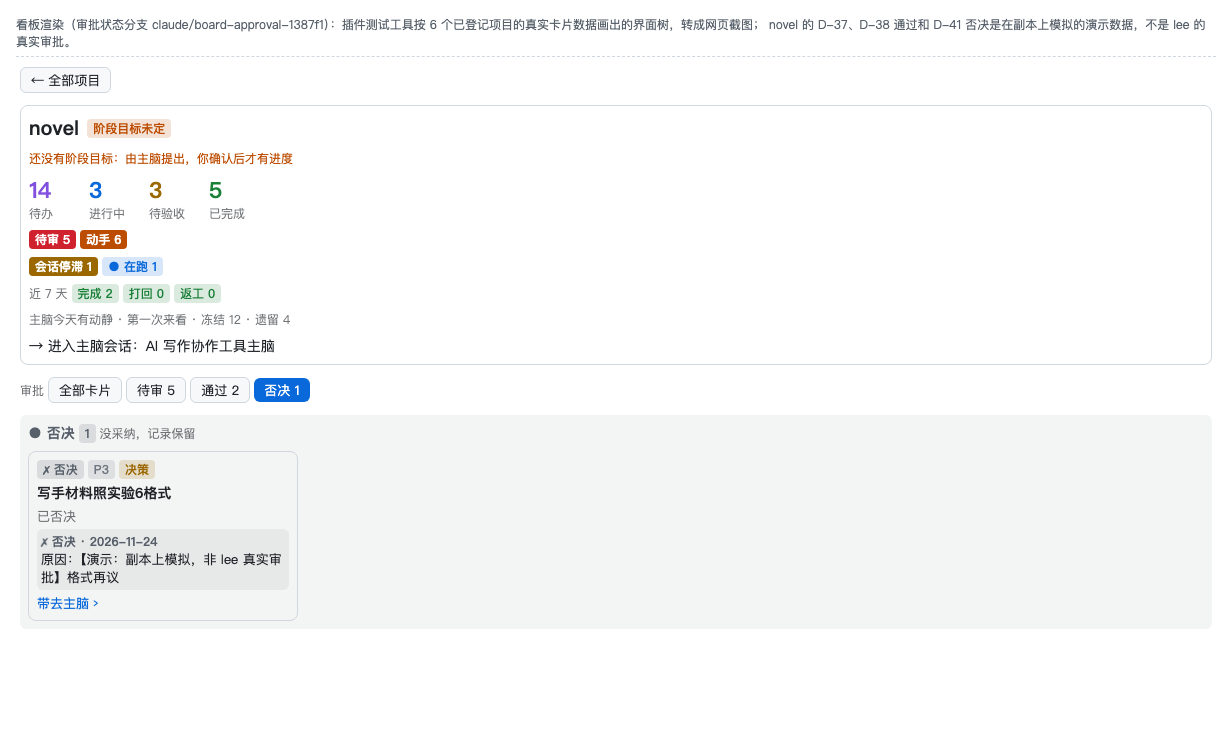 看板渲染（审批状态分支 claude/board-approval-1387f1）：插件测试工具按 6 个已登记项目的真实卡片数据画出的界面树，转成网页截图； novel 的 D-37、D-38 通过和 D-41 否决是在副本上模拟的演示数据，不是 lee 的
真实审批。
← 全部项目
novel 阶段目标未定
还没有阶段目标：由主脑提出，你确认后才有进度
14 3 3 5
待办 进行中 待验收 已完成
待审 5 动手 6
会话停滞 1 ● 在跑 1
近 7 天 完成 2 打回 0 返工 0
主脑今天有动静 · 第一次来看 · 冻结 12 · 遗留 4
→ 进入主脑会话：AI 写作协作工具主脑
审批 全部卡片 待审 5 通过 2 否决 1
● 否决 1 没采纳，记录保留
✗ 否决 P3 决策
写手材料照实验6格式
已否决
✗ 否决 · 2026-11-24
原因：【演示：副本上模拟，非 lee 真实审
批】格式再议
带去主脑 ›